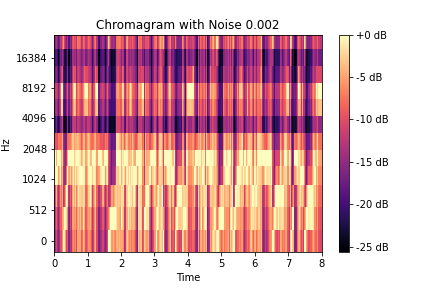 Chromagram with Noise 0.002
+0 dB
16384
-5 dB
8192
-10 dB
4096
Hz
-15 dB
2048
1024
-20 dB
512
0
-25 dB
0 1 2 3 4 5 6 7 8
Time